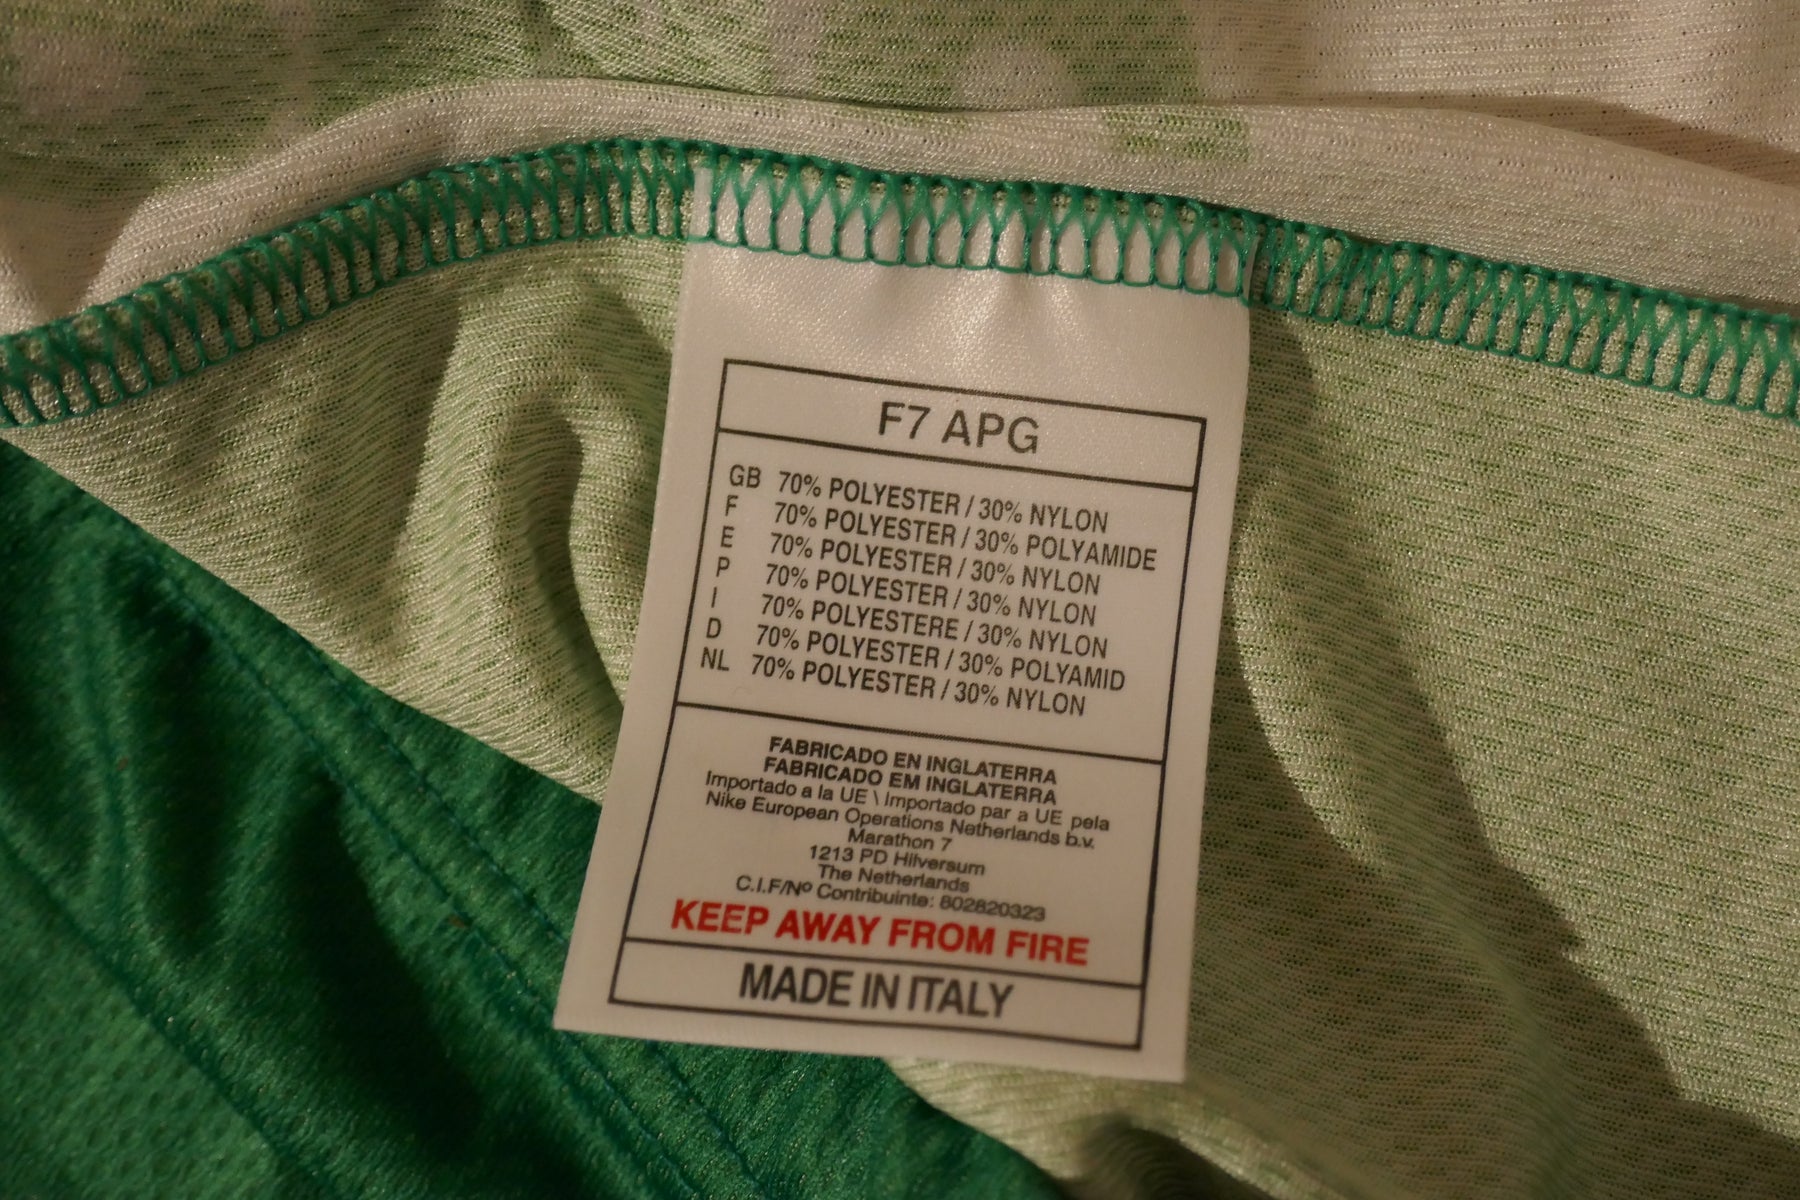 F7 APG
GB 70% POLYESTER / 30% NYLON
F 70% POLYESTER / 30% POLYAMIDE
E 70% POLYESTER / 30% NYLON
P 70% POLYESTER / 30% NYLON
I 70% POLYESTERE / 30% NYLON
D 70% POLYESTER / 30% POLYAMID
NL 70% POLYESTER / 30% NYLON
FABRICADO EN INGLATERRA
FABRICADO EM INGLATERRA
Importado a la UE \ Importado par a UE pela
Nike European Operations Netherlands b.v.
Marathon 7
1213 PD Hilversum
The Netherlands
C.I.F/Nº Contribuinte: 802820323
KEEP AWAY FROM FIRE
MADE IN ITALY